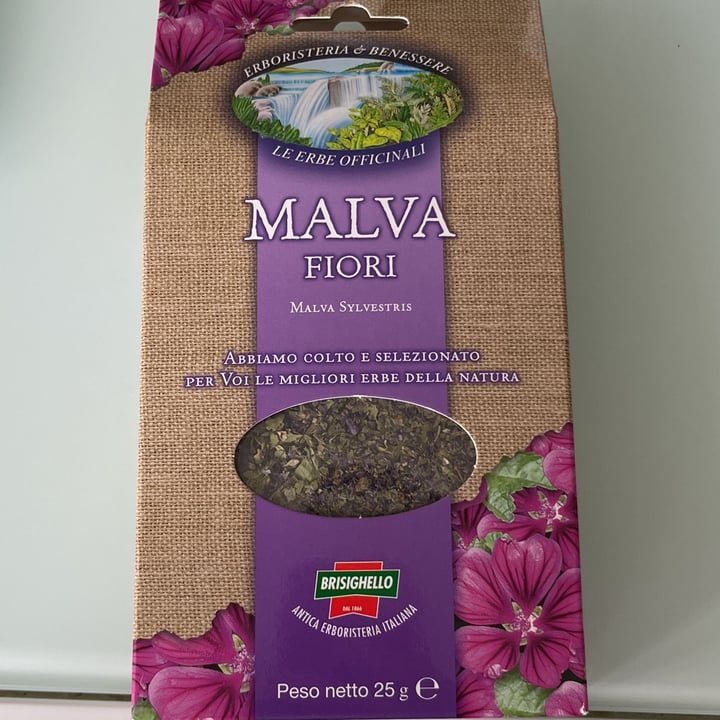 ERBORISTERIA & BENESSERE
LE ERBE OFFICINALI
MALVA
FIORI
MALVA SYLVESTRIS
ABBIAMO COLTO E SELEZIONATO
PER VOI LE MIGLIORI ERBE DELLA NATURA
BRISIGHELLO
DAL 1866
ANTICA ERBORISTERIA ITALIANA
Peso netto 25 g ℮